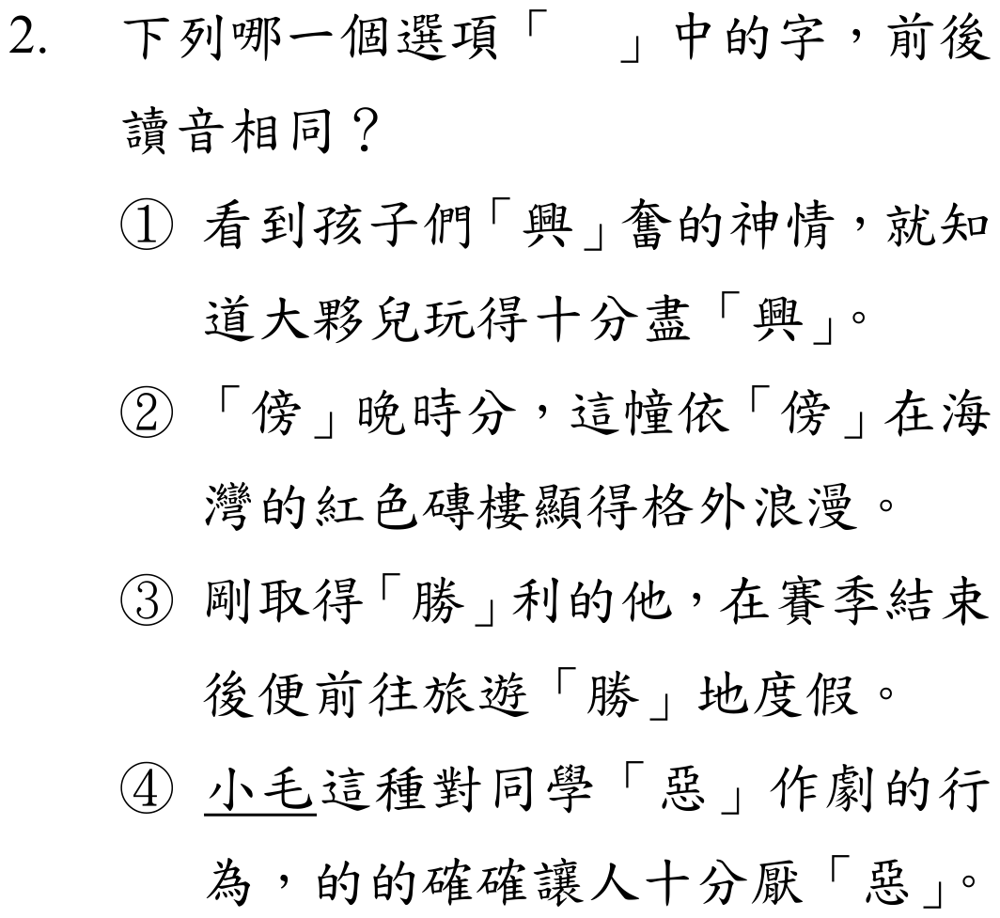 2. 下列哪一個選項「　」中的字，前後
讀音相同？
① 看到孩子們「興」奮的神情，就知
道大夥兒玩得十分盡「興」。
② 「傍」晚時分，這幢依「傍」在海
灣的紅色磚樓顯得格外浪漫。
③ 剛取得「勝」利的他，在賽季結束
後便前往旅遊「勝」地度假。
④ 小毛這種對同學「惡」作劇的行
為，的的確確讓人十分厭「惡」。